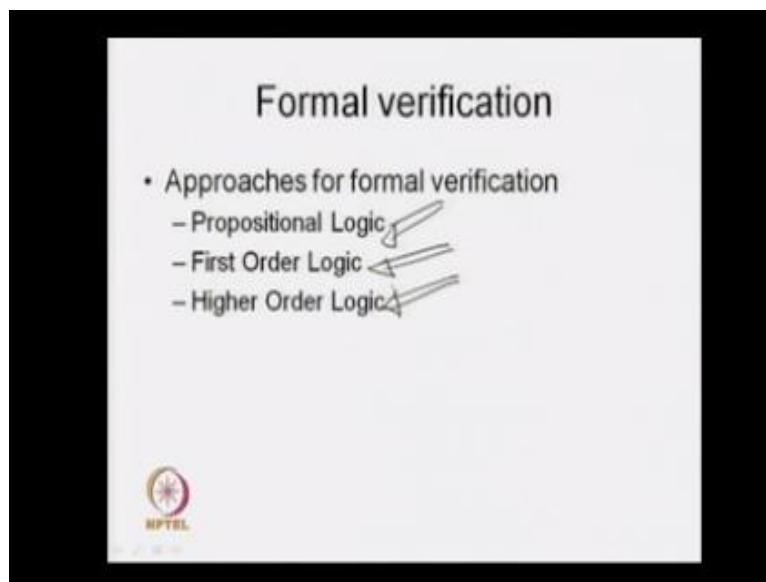 Formal verification
• Approaches for formal verification
– Propositional Logic
– First Order Logic
– Higher Order Logic
NPTEL